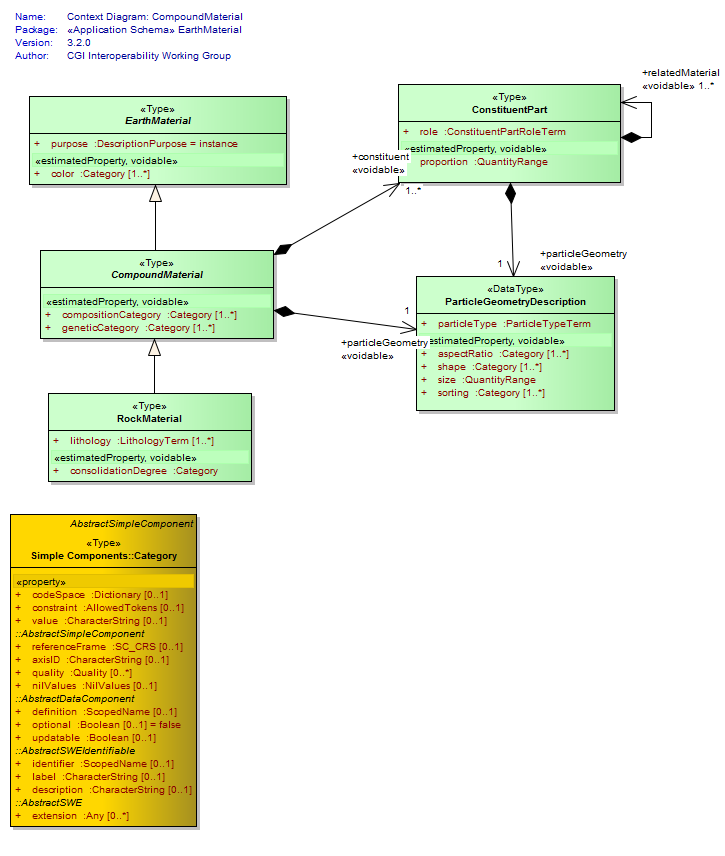 Name: Context Diagram: CompoundMaterial
Package: «Application Schema» EarthMaterial
Version: 3.2.0
Author: CGI Interoperability Working Group
+relatedMaterial
«voidable» 1..*
«Type»
ConstituentPart
+ role :ConstituentPartRoleTerm
«estimatedProperty, voidable»
proportion :QuantityRange
«Type»
EarthMaterial
+ purpose :DescriptionPurpose = instance
«estimatedProperty, voidable»
+ color :Category [1..*]
+constituent
«voidable»
1..*
«Type»
CompoundMaterial
«estimatedProperty, voidable»
+ compositionCategory :Category [1..*]
+ geneticCategory :Category [1..*]
1
+particleGeometry
«voidable»
«DataType»
ParticleGeometryDescription
+ particleType :ParticleTypeTerm
estimatedProperty, voidable»
+ aspectRatio :Category [1..*]
+ shape :Category [1..*]
+ size :QuantityRange
+ sorting :Category [1..*]
1
+particleGeometry
«voidable»
«Type»
RockMaterial
+ lithology :LithologyTerm [1..*]
«estimatedProperty, voidable»
+ consolidationDegree :Category
AbstractSimpleComponent
«Type»
Simple Components::Category
«property»
+ codeSpace :Dictionary [0..1]
+ constraint :AllowedTokens [0..1]
+ value :CharacterString [0..1]
::AbstractSimpleComponent
+ referenceFrame :SC_CRS [0..1]
+ axisID :CharacterString [0..1]
+ quality :Quality [0..*]
+ nilValues :NilValues [0..1]
::AbstractDataComponent
+ definition :ScopedName [0..1]
+ optional :Boolean [0..1] = false
+ updatable :Boolean [0..1]
::AbstractSWEIdentifiable
+ identifier :ScopedName [0..1]
+ label :CharacterString [0..1]
+ description :CharacterString [0..1]
::AbstractSWE
+ extension :Any [0..*]